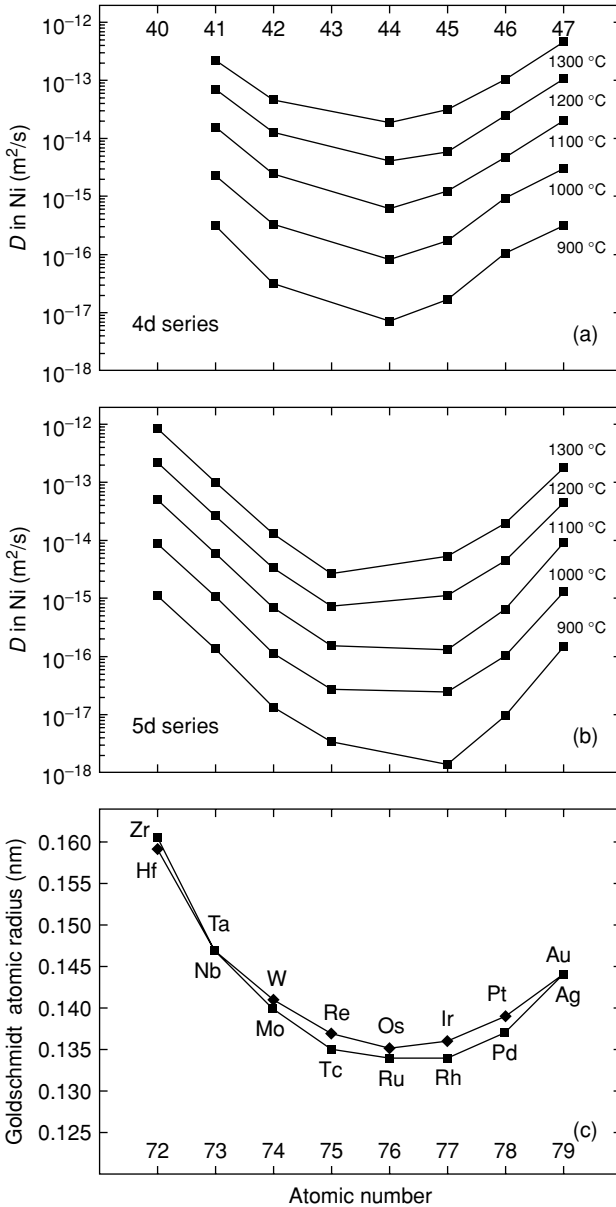 10⁻¹² 40 41 42 43 44 45 46 47
1300 °C
10⁻¹³
1200 °C
10⁻¹⁴
1100 °C
10⁻¹⁵
1000 °C
10⁻¹⁶
900 °C
10⁻¹⁷
4d series (a)
10⁻¹⁸
D in Ni (m²/s)
10⁻¹²
1300 °C
10⁻¹³
1200 °C
1100 °C
10⁻¹⁴
1000 °C
10⁻¹⁵
900 °C
10⁻¹⁶
10⁻¹⁷
5d series (b)
10⁻¹⁸
D in Ni (m²/s)
0.160 Zr
Hf
0.155
0.150 Ta
Nb
0.145 W Au
Mo Ag
0.140 Re Os Ir Pt
0.135 Tc Ru Rh Pd
0.130
0.125 (c)
72 73 74 75 76 77 78 79
Goldschmidt atomic radius (nm)
Atomic number